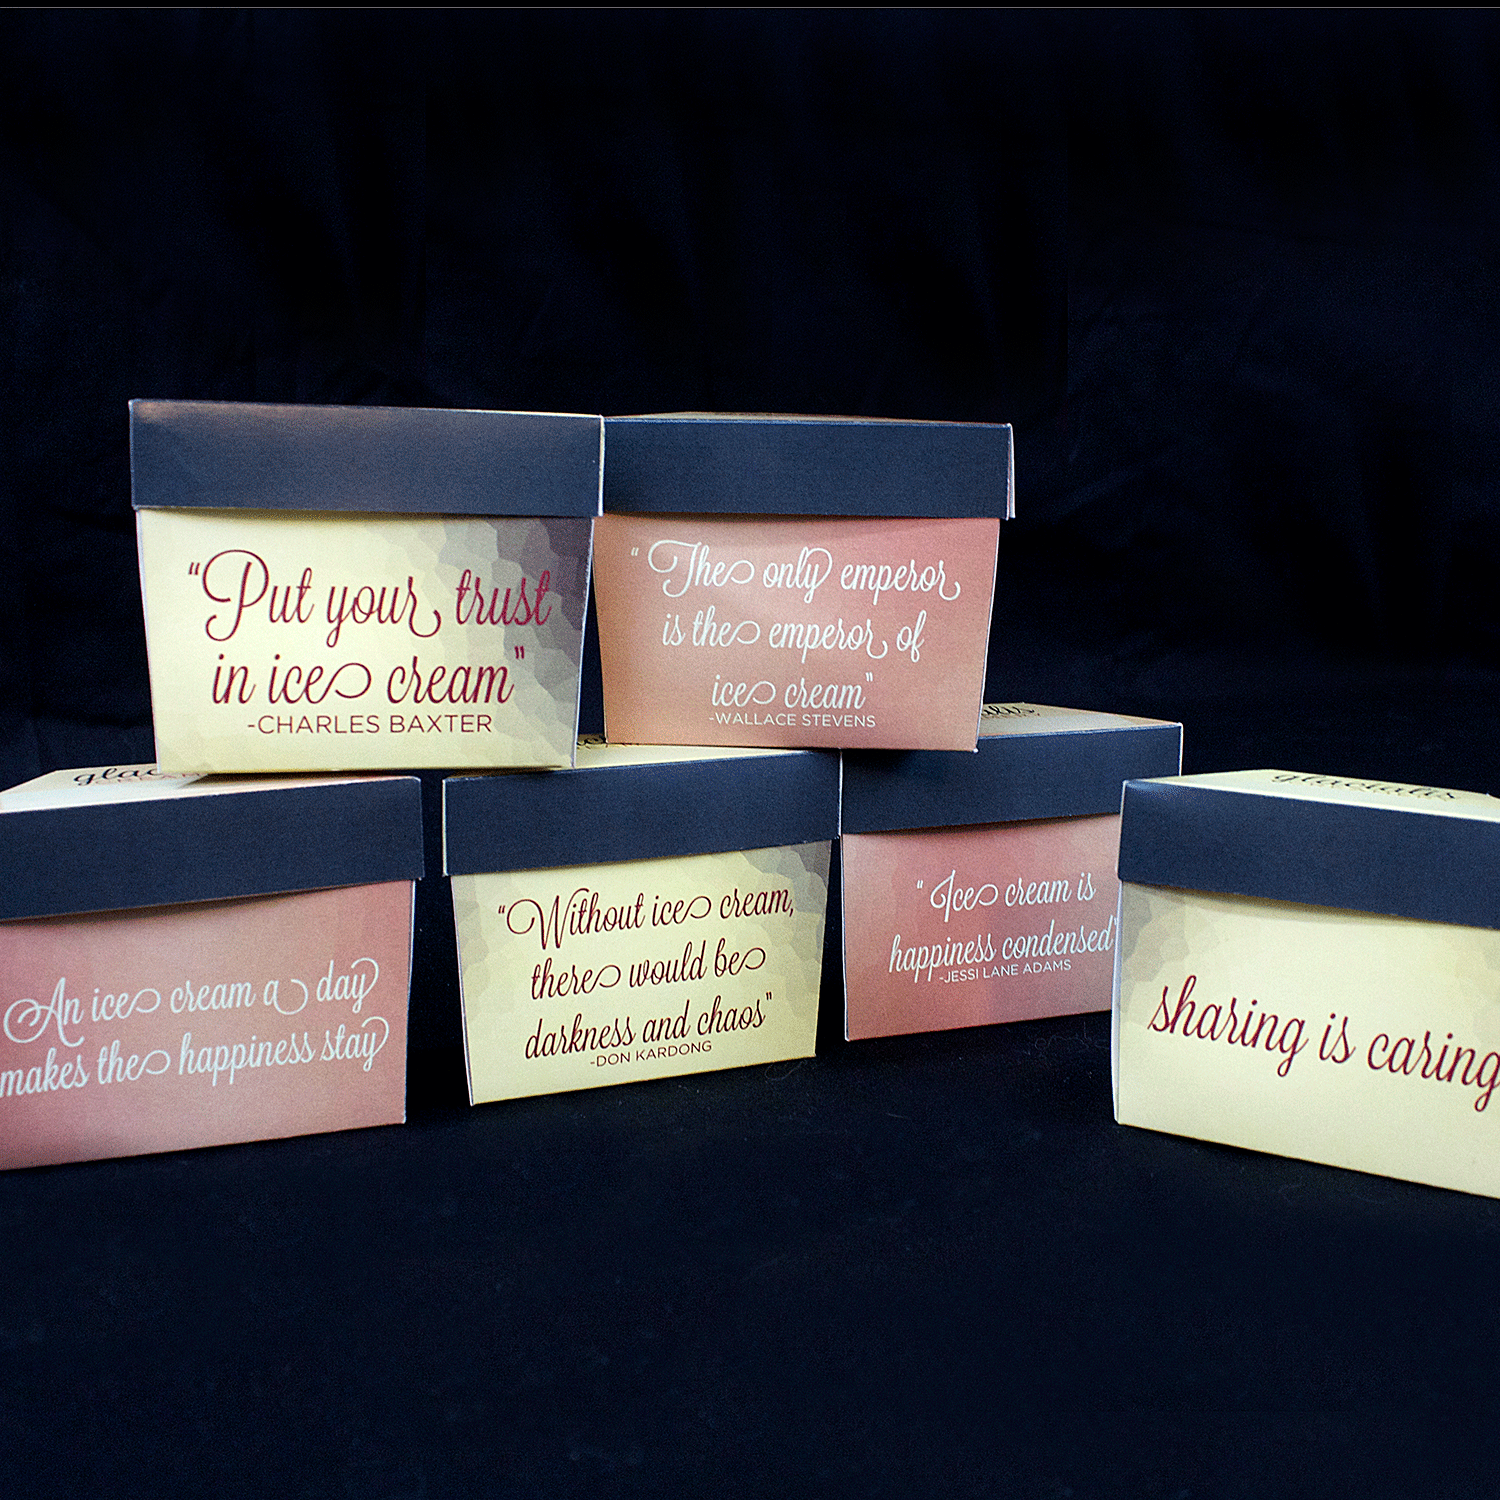 “Put your trust
in ice cream"
-CHARLES BAXTER
“The only emperor
is the emperor of
ice cream"
-WALLACE STEVENS
An ice cream a day
makes the happiness stay
“Without ice cream,
there would be
darkness and chaos"
-DON KARDONG
“Ice cream is
happiness condensed"
-JESSI LANE ADAMS
glacialis
sharing is caring